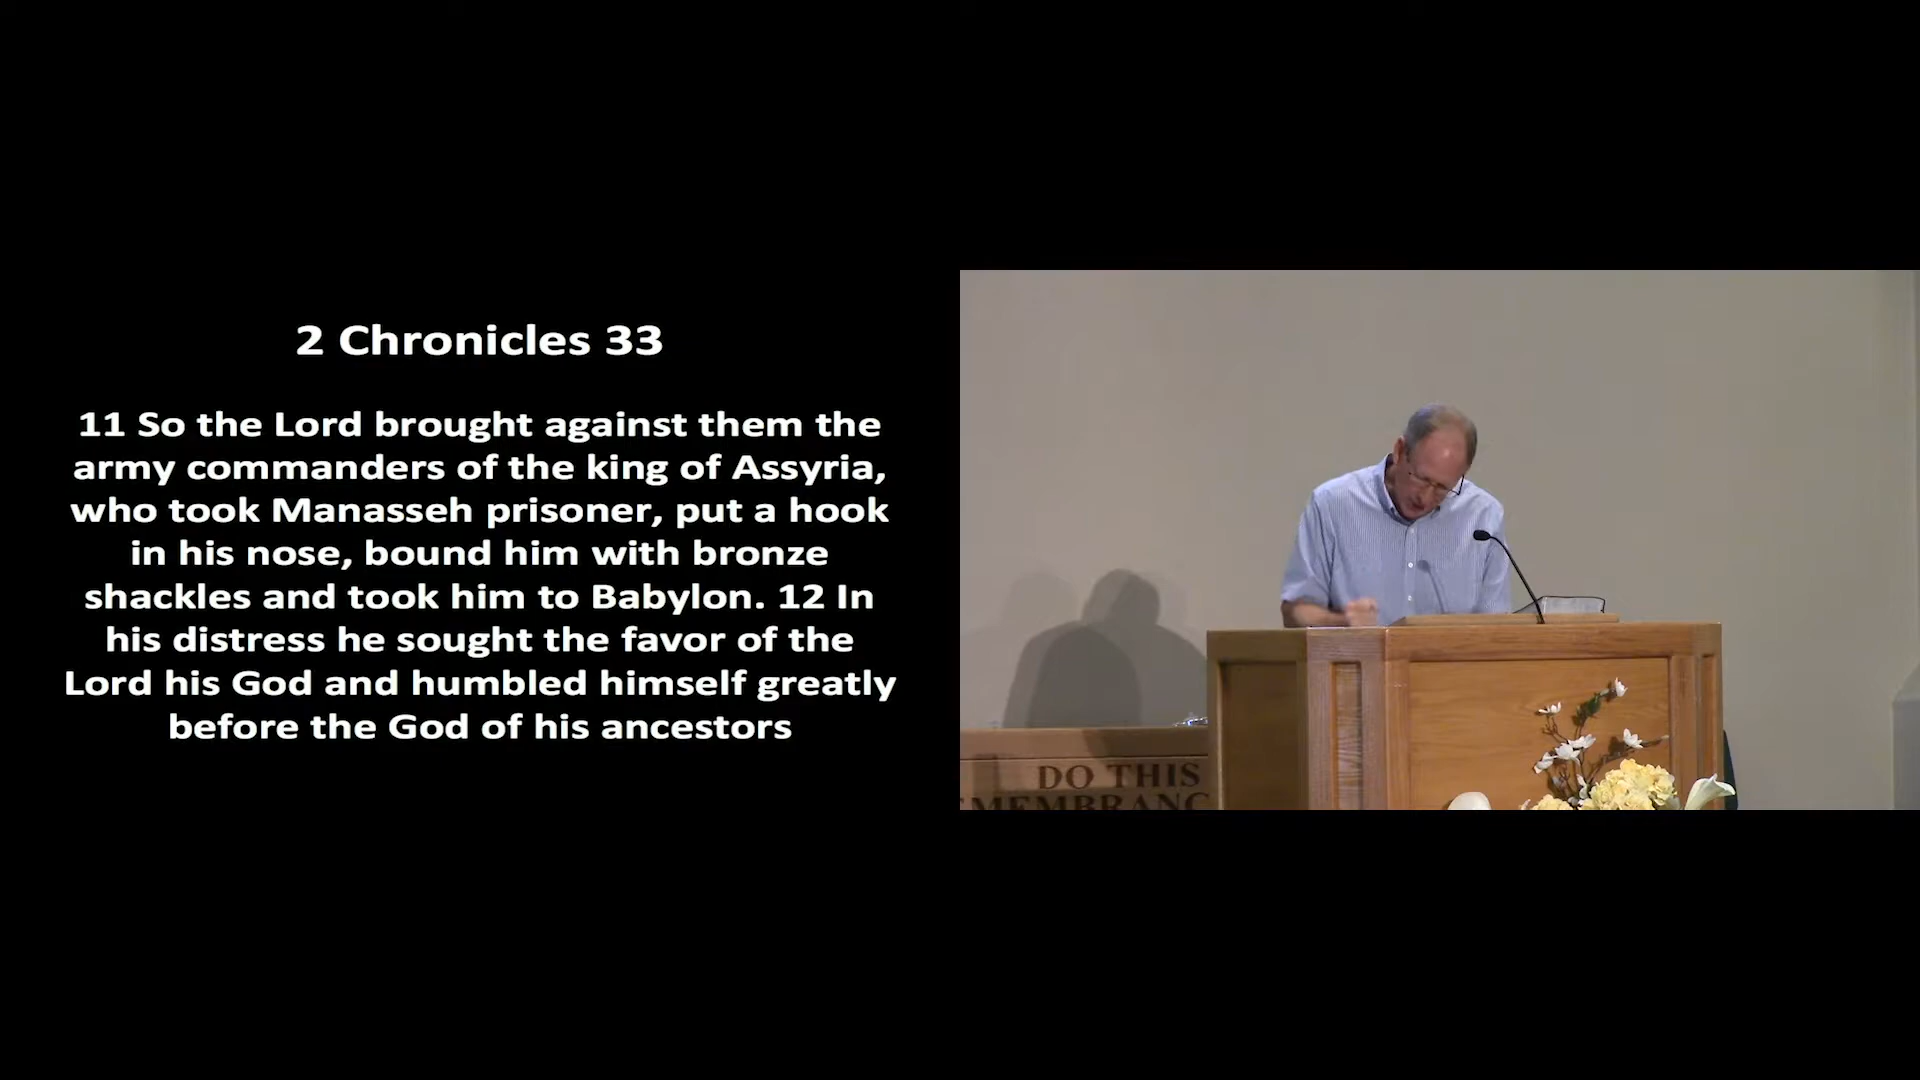 2 Chronicles 33
11 So the Lord brought against them the
army commanders of the king of Assyria,
who took Manasseh prisoner, put a hook
in his nose, bound him with bronze
shackles and took him to Babylon. 12 In
his distress he sought the favor of the
Lord his God and humbled himself greatly
before the God of his ancestors
DO THIS
MEMBRANC